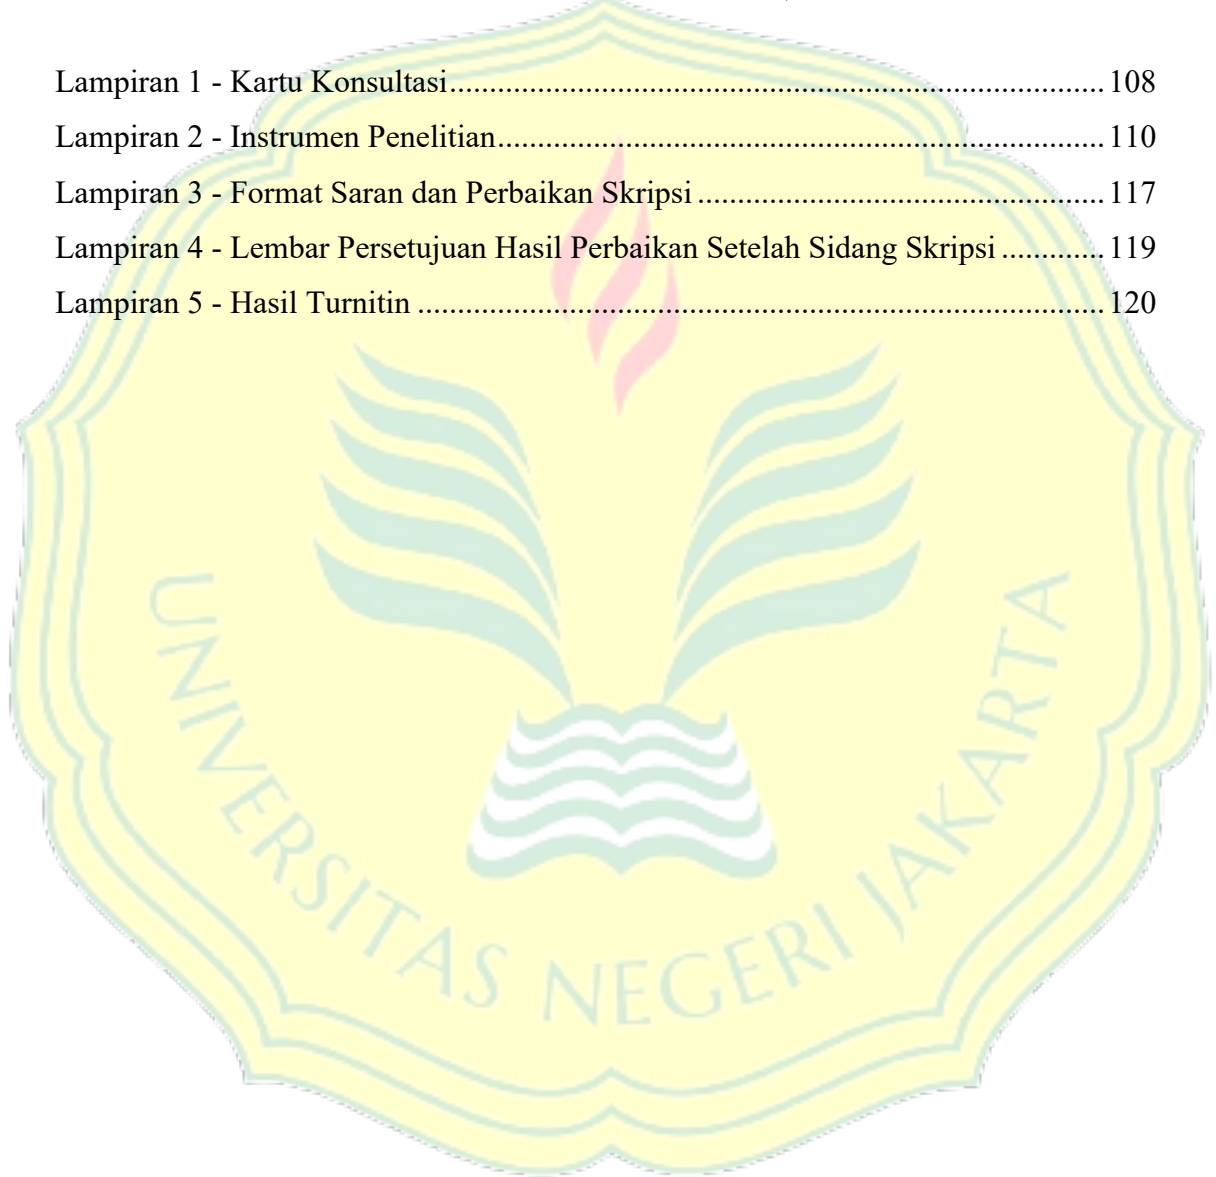 Lampiran 1 - Kartu Konsultasi.................................................................................. 108
Lampiran 2 - Instrumen Penelitian............................................................................ 110
Lampiran 3 - Format Saran dan Perbaikan Skripsi ................................................... 117
Lampiran 4 - Lembar Persetujuan Hasil Perbaikan Setelah Sidang Skripsi ............. 119
Lampiran 5 - Hasil Turnitin ...................................................................................... 120
UNIVERSITAS NEGERI JAKARTA